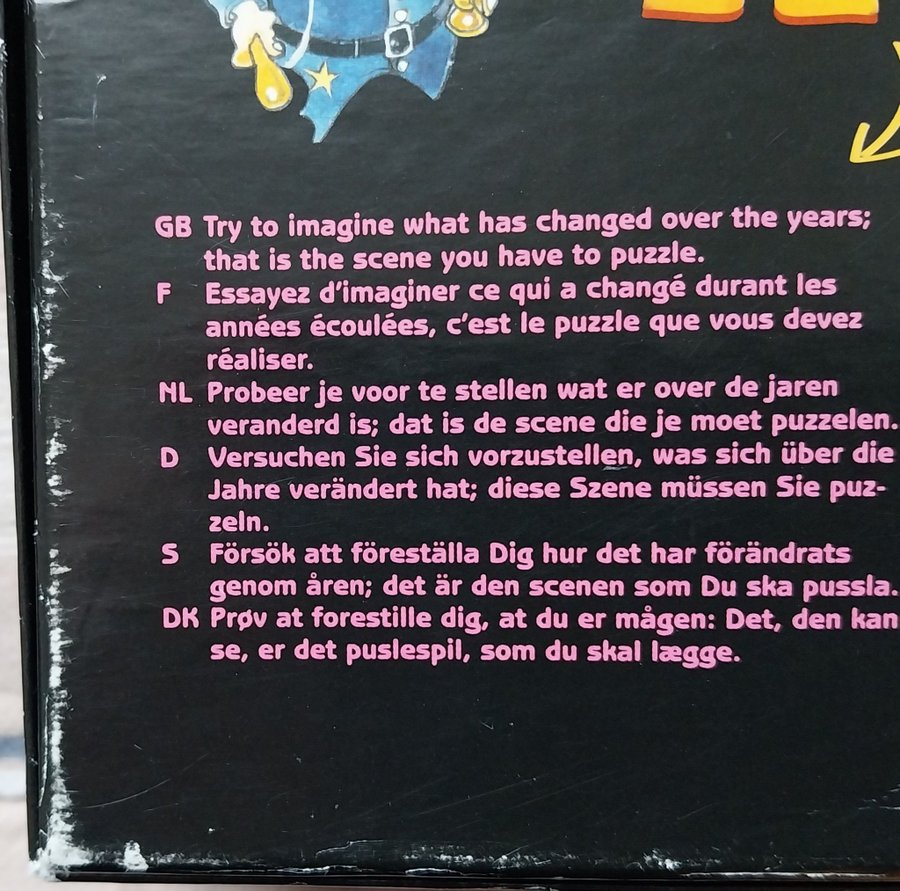 GB Try to imagine what has changed over the years;
that is the scene you have to puzzle.
F Essayez d'imaginer ce qui a changé durant les
années écoulées, c'est le puzzle que vous devez
réaliser.
NL Probeer je voor te stellen wat er over de jaren
veranderd is; dat is de scene die je moet puzzelen.
D Versuchen Sie sich vorzustellen, was sich über die
Jahre verändert hat; diese Szene müssen Sie puz-
zeln.
S Försök att föreställa Dig hur det har förändrats
genom åren; det är den scenen som Du ska pussla.
DK Prøv at forestille dig, at du er mågen: Det, den kan
se, er det puslespil, som du skal lægge.